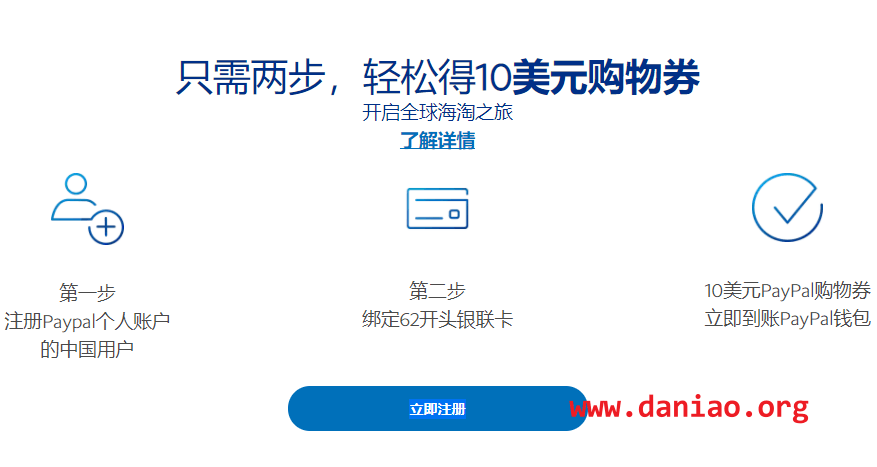 只需两步，轻松得10美元购物券
开启全球海淘之旅
了解详情
第一步
注册Paypal个人账户
的中国用户
第二步
绑定62开头银联卡
10美元PayPal购物券
立即到账PayPal钱包
立即注册
www.daniao.org